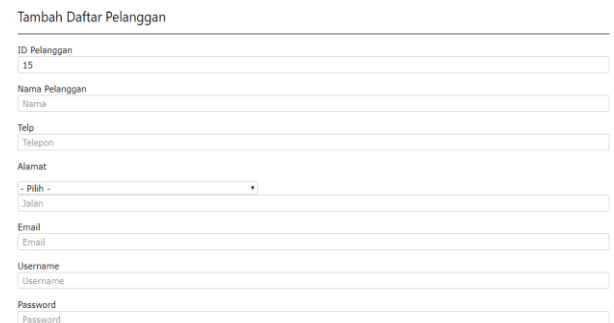 Tambah Daftar Pelanggan
ID Pelanggan
15
Nama Pelanggan
Nama
Telp
Telepon
Alamat
- Pilih -
Jalan
Email
Email
Username
Username
Password
Password